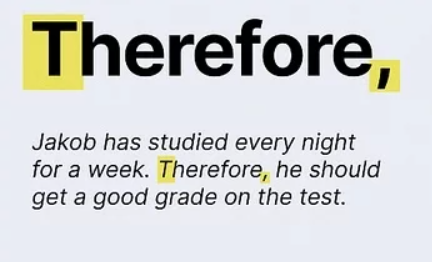 Therefore,
Jakob has studied every night
for a week. Therefore, he should
get a good grade on the test.